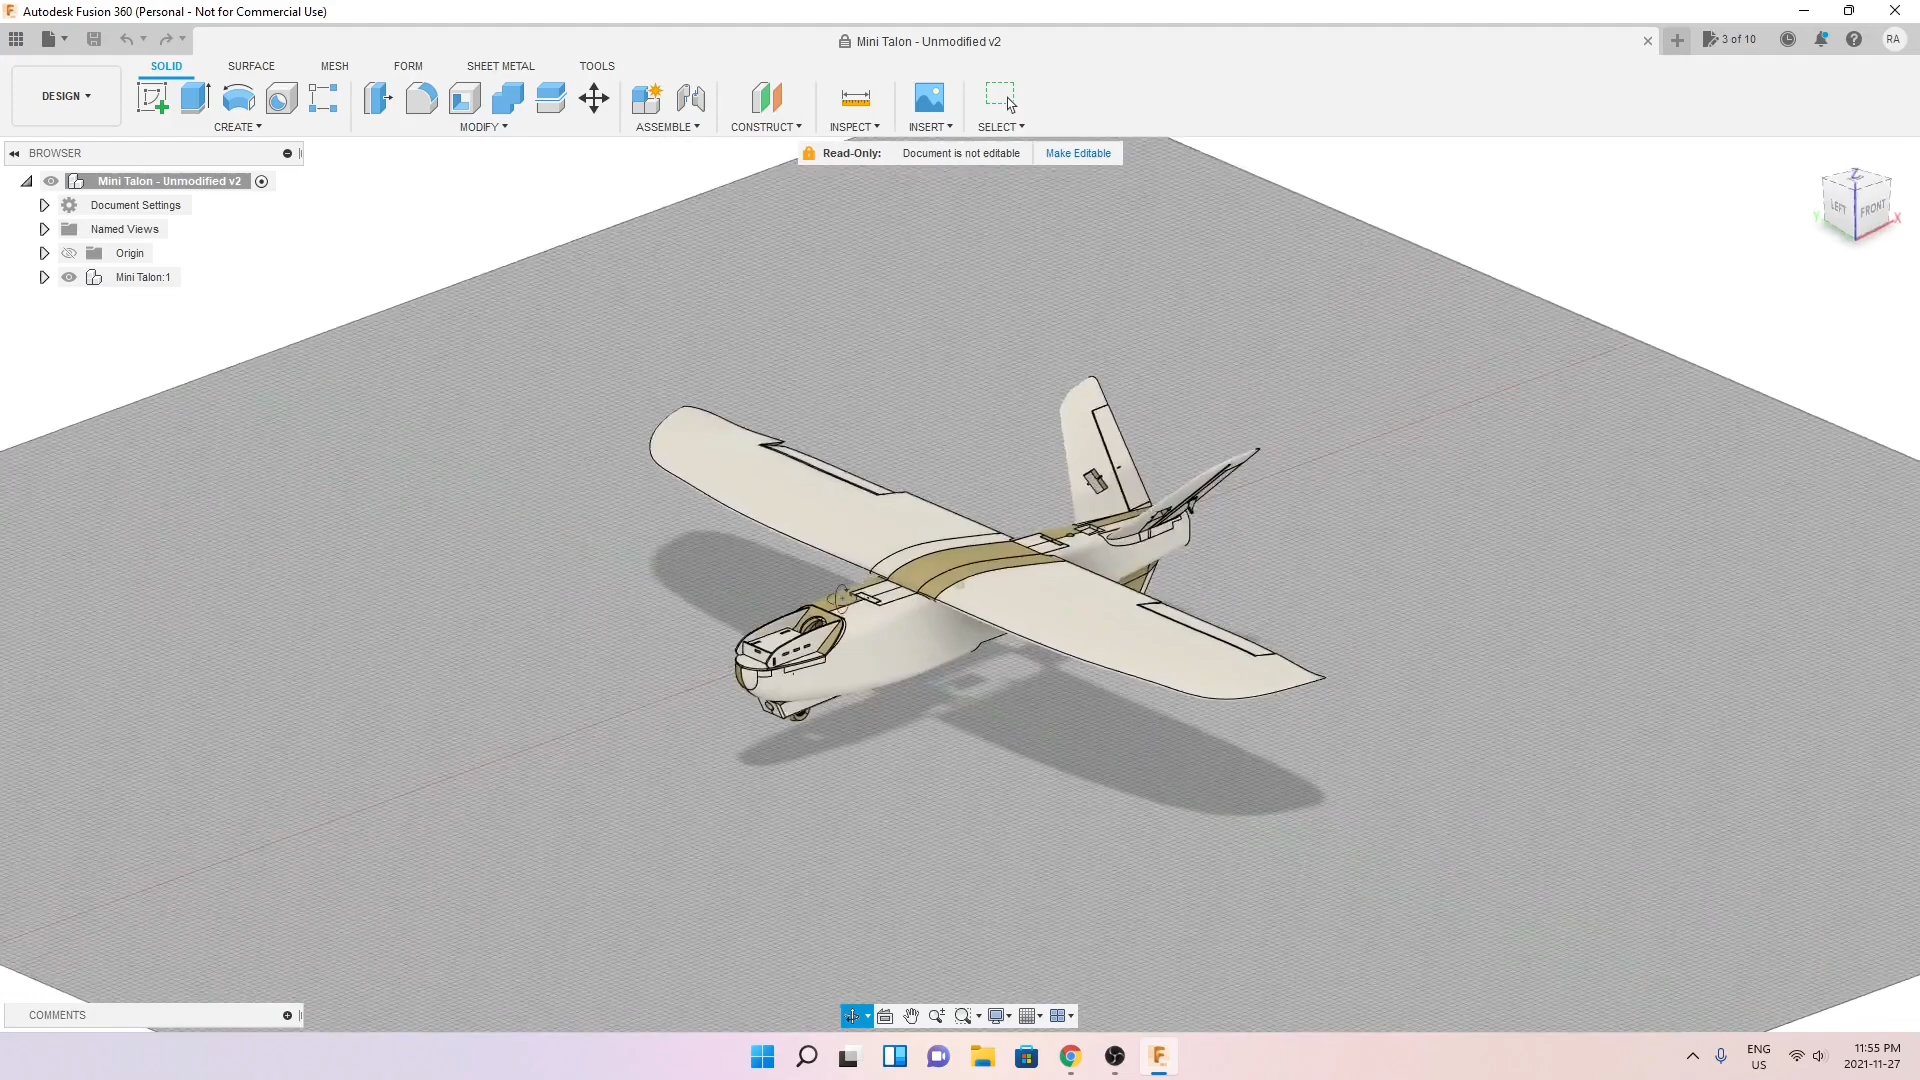 Autodesk Fusion 360 (Personal - Not for Commercial Use)
Mini Talon - Unmodified v2
3 of 10
RA
DESIGN
SOLID
SURFACE
MESH
FORM
SHEET METAL
TOOLS
CREATE
MODIFY
ASSEMBLE
CONSTRUCT
INSPECT
INSERT
SELECT
BROWSER
Read-Only: Document is not editable Make Editable
Mini Talon - Unmodified v2
Document Settings
Named Views
Origin
Mini Talon:1
Z
LEFT
FRONT
Y
X
COMMENTS
ENG
US
11:55 PM
2021-11-27